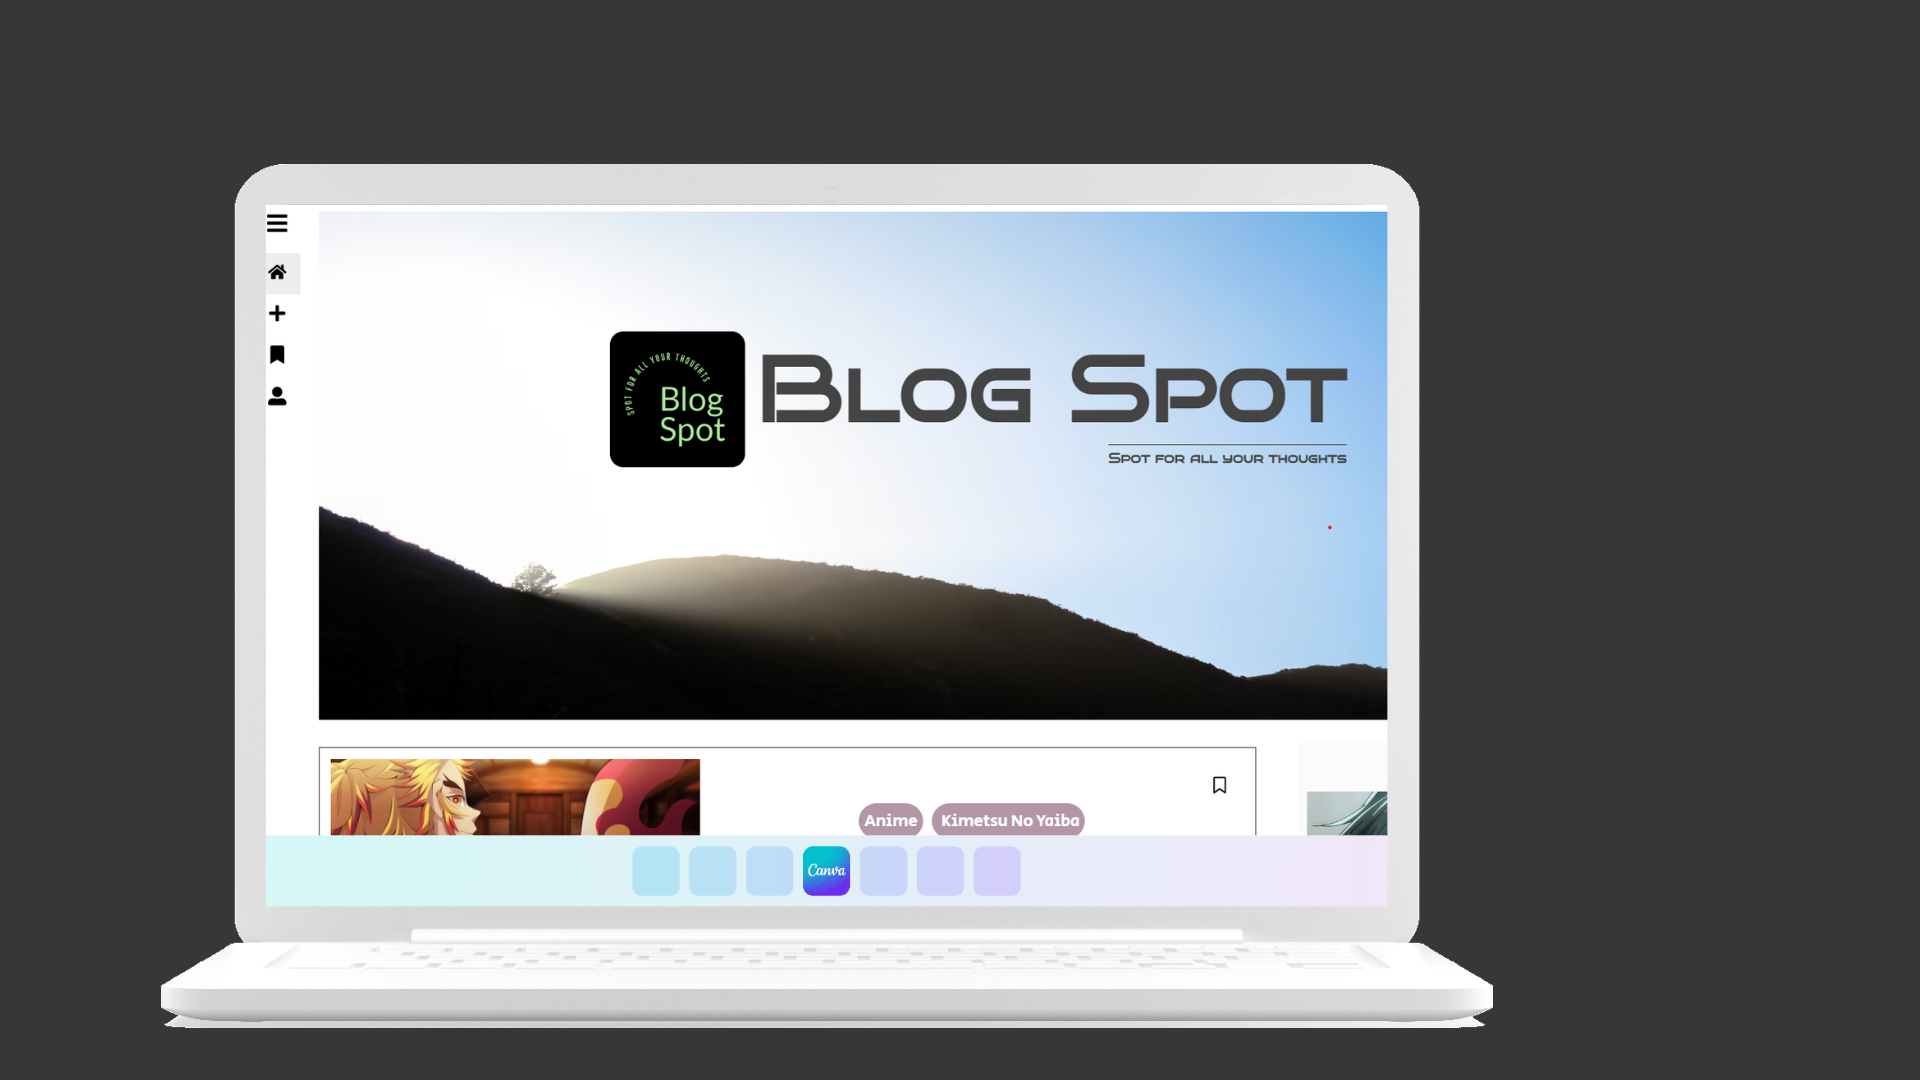 SPOT FOR ALL YOUR THOUGHTS
Blog
Spot
Blog Spot
Spot for all your thoughts
Anime
Kimetsu No Yaiba
Canva